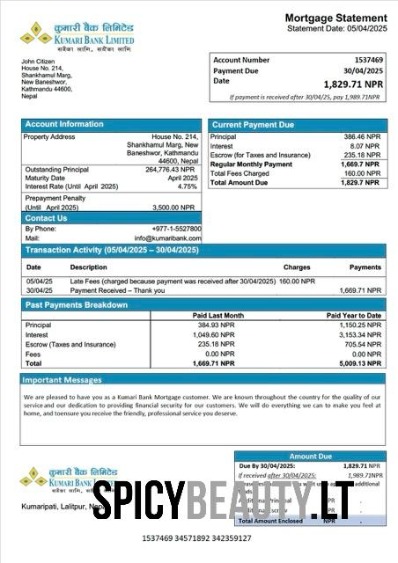 कुमारी बैंक लिमिटेड
KUMARI BANK LIMITED
Mortgage Statement
Statement Date: 05/04/2025
John Citizen
House No. 214,
Shankhamul Marg,
New Baneshwor,
Kathmandu 44600,
Nepal
Account Number 1537469
Payment Due 30/04/2025
Date 1,829.71 NPR
If payment is received after 30/04/25, pay 1,989.71NPR
Account Information
Property Address House No. 214,
Shankhamul Marg, New
Baneshwor, Kathmandu
44600, Nepal
Outstanding Principal 264,776.43 NPR
Maturity Date April 2025
Interest Rate (Until April 2025) 4.75%
Prepayment Penalty
(Until April 2025) 3,500.00 NPR
Contact Us
By Phone: +977-1-5527800
Mail: info@kumaribank.com
Current Payment Due
Principal 386.46 NPR
Interest 8.07 NPR
Escrow (for Taxes and Insurance) 235.18 NPR
Regular Monthly Payment 1,669.7 NPR
Total Fees Charged 160.00 NPR
Total Amount Due 1,829.7 NPR
Transaction Activity (05/04/2025 – 30/04/2025)
Date Description Charges Payments
05/04/25 Late Fees (charged because payment was received after 30/04/2025) 160.00 NPR
30/04/25 Payment Received – Thank you 1,669.71 NPR
Past Payments Breakdown
Paid Last Month Paid Year to Date
Principal 384.93 NPR 1,150.25 NPR
Interest 1,049.60 NPR 3,153.34 NPR
Escrow (Taxes and Insurance) 235.18 NPR 705.54 NPR
Fees 0.00 NPR 0.00 NPR
Total 1,669.71 NPR 5,009.13 NPR
Important Messages
We are pleased to have you as a Kumari Bank Mortgage customer. We are known throughout the country for the quality of our
service and our dedication to providing financial security for our customers. We will do everything we can to make you feel at
home, and toensure you receive the friendly, professional service you deserve.
Amount Due
Due By 30/04/2025: 1,829.71 NPR
If received after 30/04/2025: 1,989.71NPR
कुमारी बैंक लिमिटेड
KUMARI BANK
Kumaripati, Lalitpur, Nepal
SPICYBEAUTY.LT
Total Amount Enclosed NPR
1537469 34571892 342359127